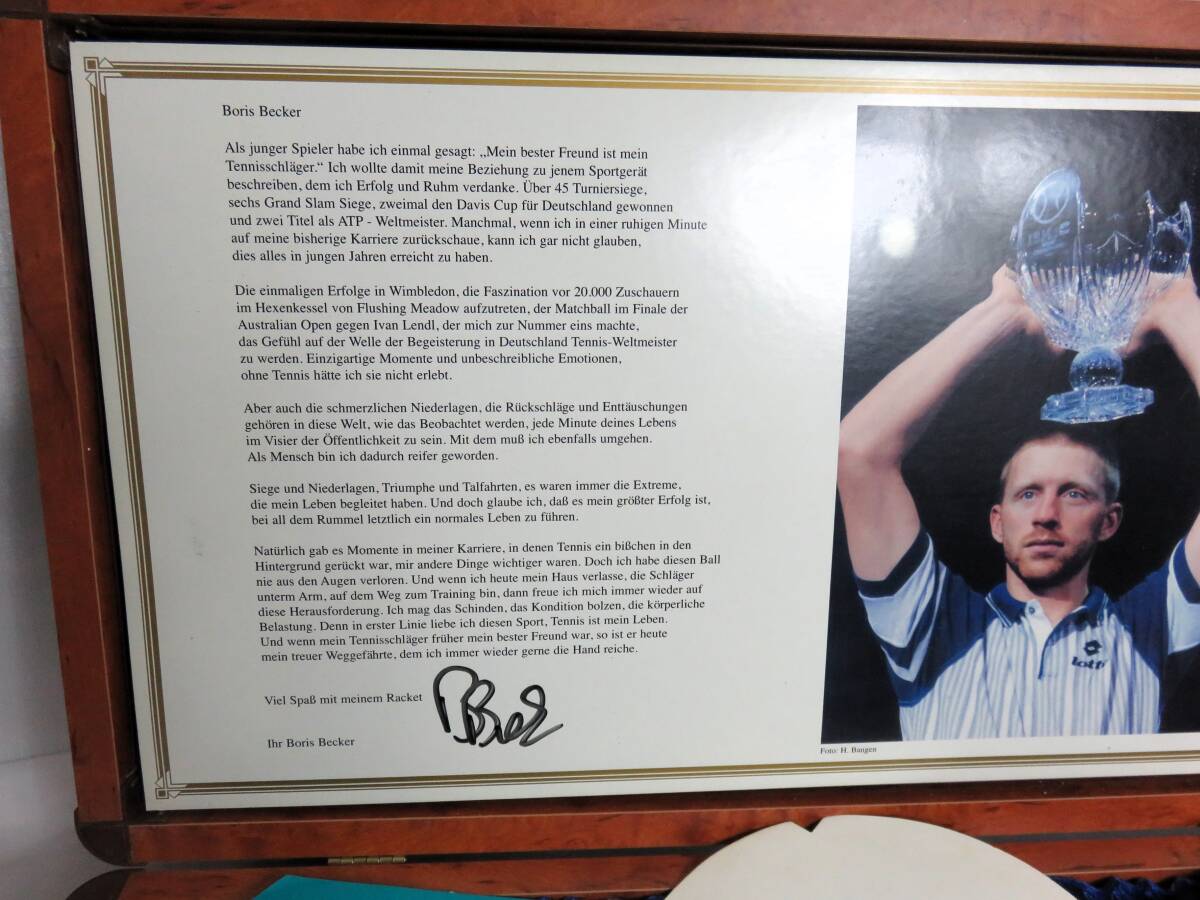 Boris Becker
Als junger Spieler habe ich einmal gesagt: „Mein bester Freund ist mein
Tennisschläger.“ Ich wollte damit meine Beziehung zu jenem Sportgerät
beschreiben, dem ich Erfolg und Ruhm verdanke. Über 45 Turniersiege,
sechs Grand Slam Siege, zweimal den Davis Cup für Deutschland gewonnen
und zwei Titel als ATP - Weltmeister. Manchmal, wenn ich in einer ruhigen Minute
auf meine bisherige Karriere zurückschaue, kann ich gar nicht glauben,
dies alles in jungen Jahren erreicht zu haben.
Die einmaligen Erfolge in Wimbledon, die Faszination vor 20.000 Zuschauern
im Hexenkessel von Flushing Meadow aufzutreten, der Matchball im Finale der
Australian Open gegen Ivan Lendl, der mich zur Nummer eins machte,
das Gefühl auf der Welle der Begeisterung in Deutschland Tennis-Weltmeister
zu werden. Einzigartige Momente und unbeschreibliche Emotionen,
ohne Tennis hätte ich sie nicht erlebt.
Aber auch die schmerzlichen Niederlagen, die Rückschläge und Enttäuschungen
gehören in diese Welt, wie das Beobachtet werden, jede Minute deines Lebens
im Visier der Öffentlichkeit zu sein. Mit dem muß ich ebenfalls umgehen.
Als Mensch bin ich dadurch reifer geworden.
Siege und Niederlagen, Triumphe und Talfahrten, es waren immer die Extreme,
die mein Leben begleitet haben. Und doch glaube ich, daß es mein größter Erfolg ist,
bei all dem Rummel letztlich ein normales Leben zu führen.
Natürlich gab es Momente in meiner Karriere, in denen Tennis ein bißchen in den
Hintergrund gerückt war, mir andere Dinge wichtiger waren. Doch ich habe diesen Ball
nie aus den Augen verloren. Und wenn ich heute mein Haus verlasse, die Schläger
unterm Arm, auf dem Weg zum Training bin, dann freue ich mich immer wieder auf
diese Herausforderung. Ich mag das Schinden, das Kondition bolzen, die körperliche
Belastung. Denn in erster Linie liebe ich diesen Sport, Tennis ist mein Leben.
Und wenn mein Tennisschläger früher mein bester Freund war, so ist er heute
mein treuer Weggefährte, dem ich immer wieder gerne die Hand reiche.
Viel Spaß mit meinem Racket
Ihr Boris Becker
Foto: H. Baugen
lotto